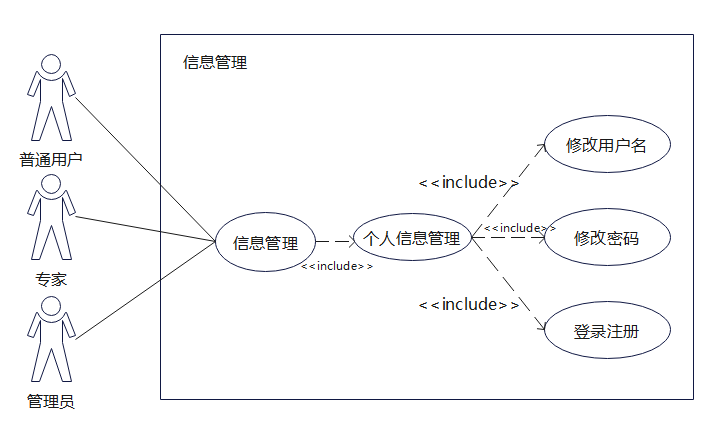 信息管理
普通用户
专家
管理员
信息管理
<<include>>
个人信息管理
<<include>>
<<include>>
<<include>>
修改用户名
修改密码
登录注册